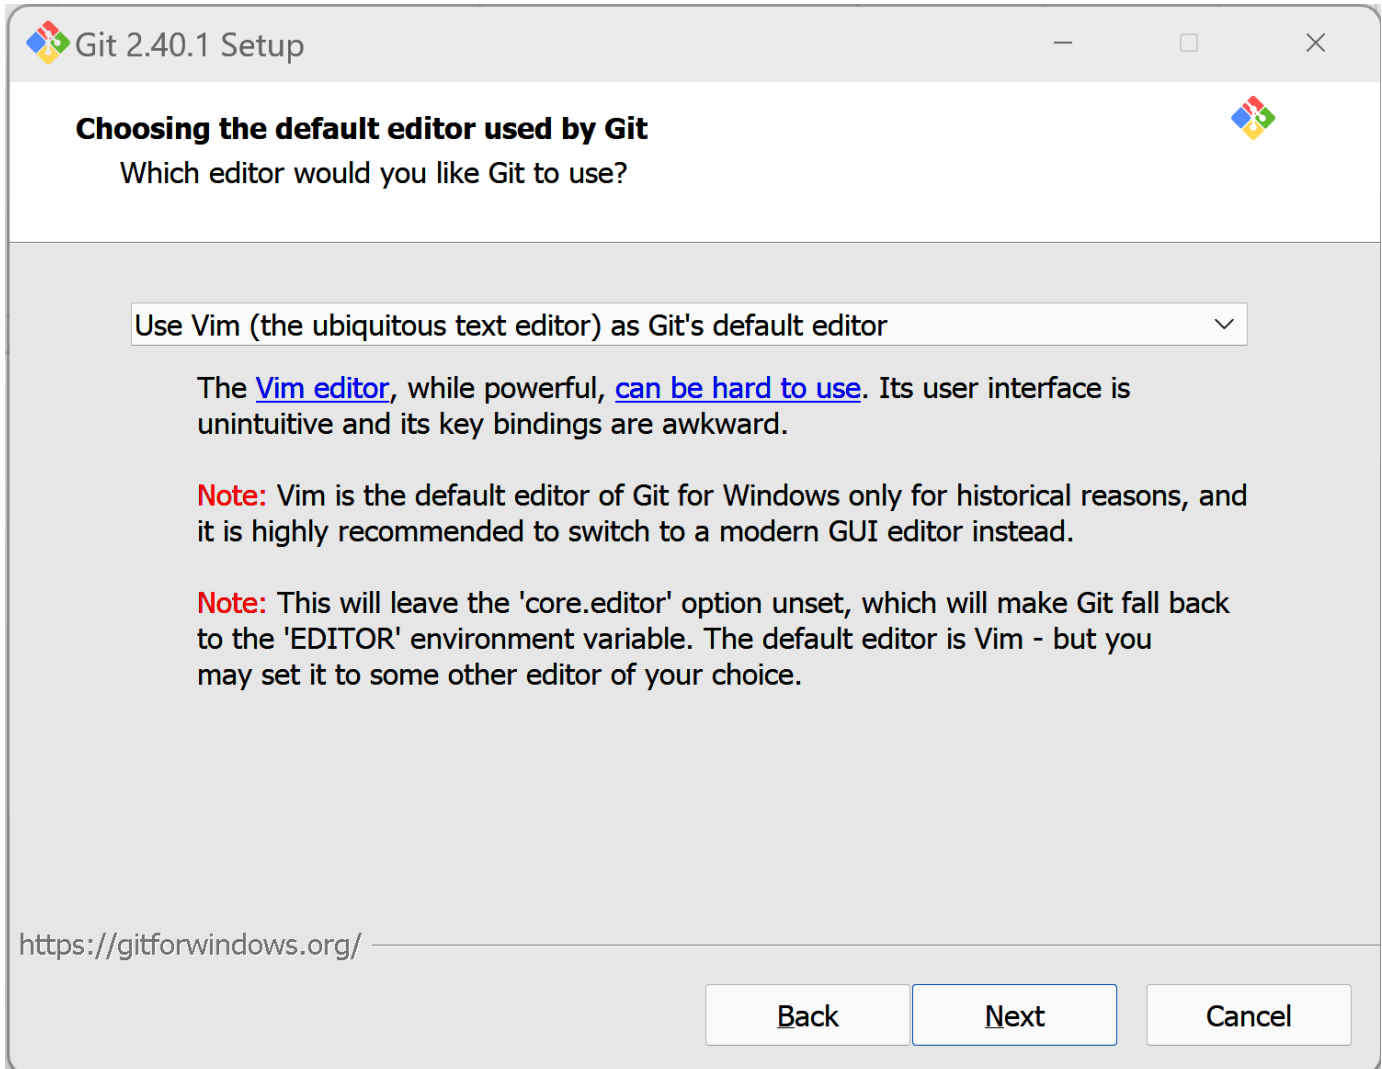 Git 2.40.1 Setup
Choosing the default editor used by Git
Which editor would you like Git to use?
Use Vim (the ubiquitous text editor) as Git's default editor
The Vim editor, while powerful, can be hard to use. Its user interface is
unintuitive and its key bindings are awkward.
Note: Vim is the default editor of Git for Windows only for historical reasons, and
it is highly recommended to switch to a modern GUI editor instead.
Note: This will leave the 'core.editor' option unset, which will make Git fall back
to the 'EDITOR' environment variable. The default editor is Vim - but you
may set it to some other editor of your choice.
https://gitforwindows.org/
Back Next Cancel